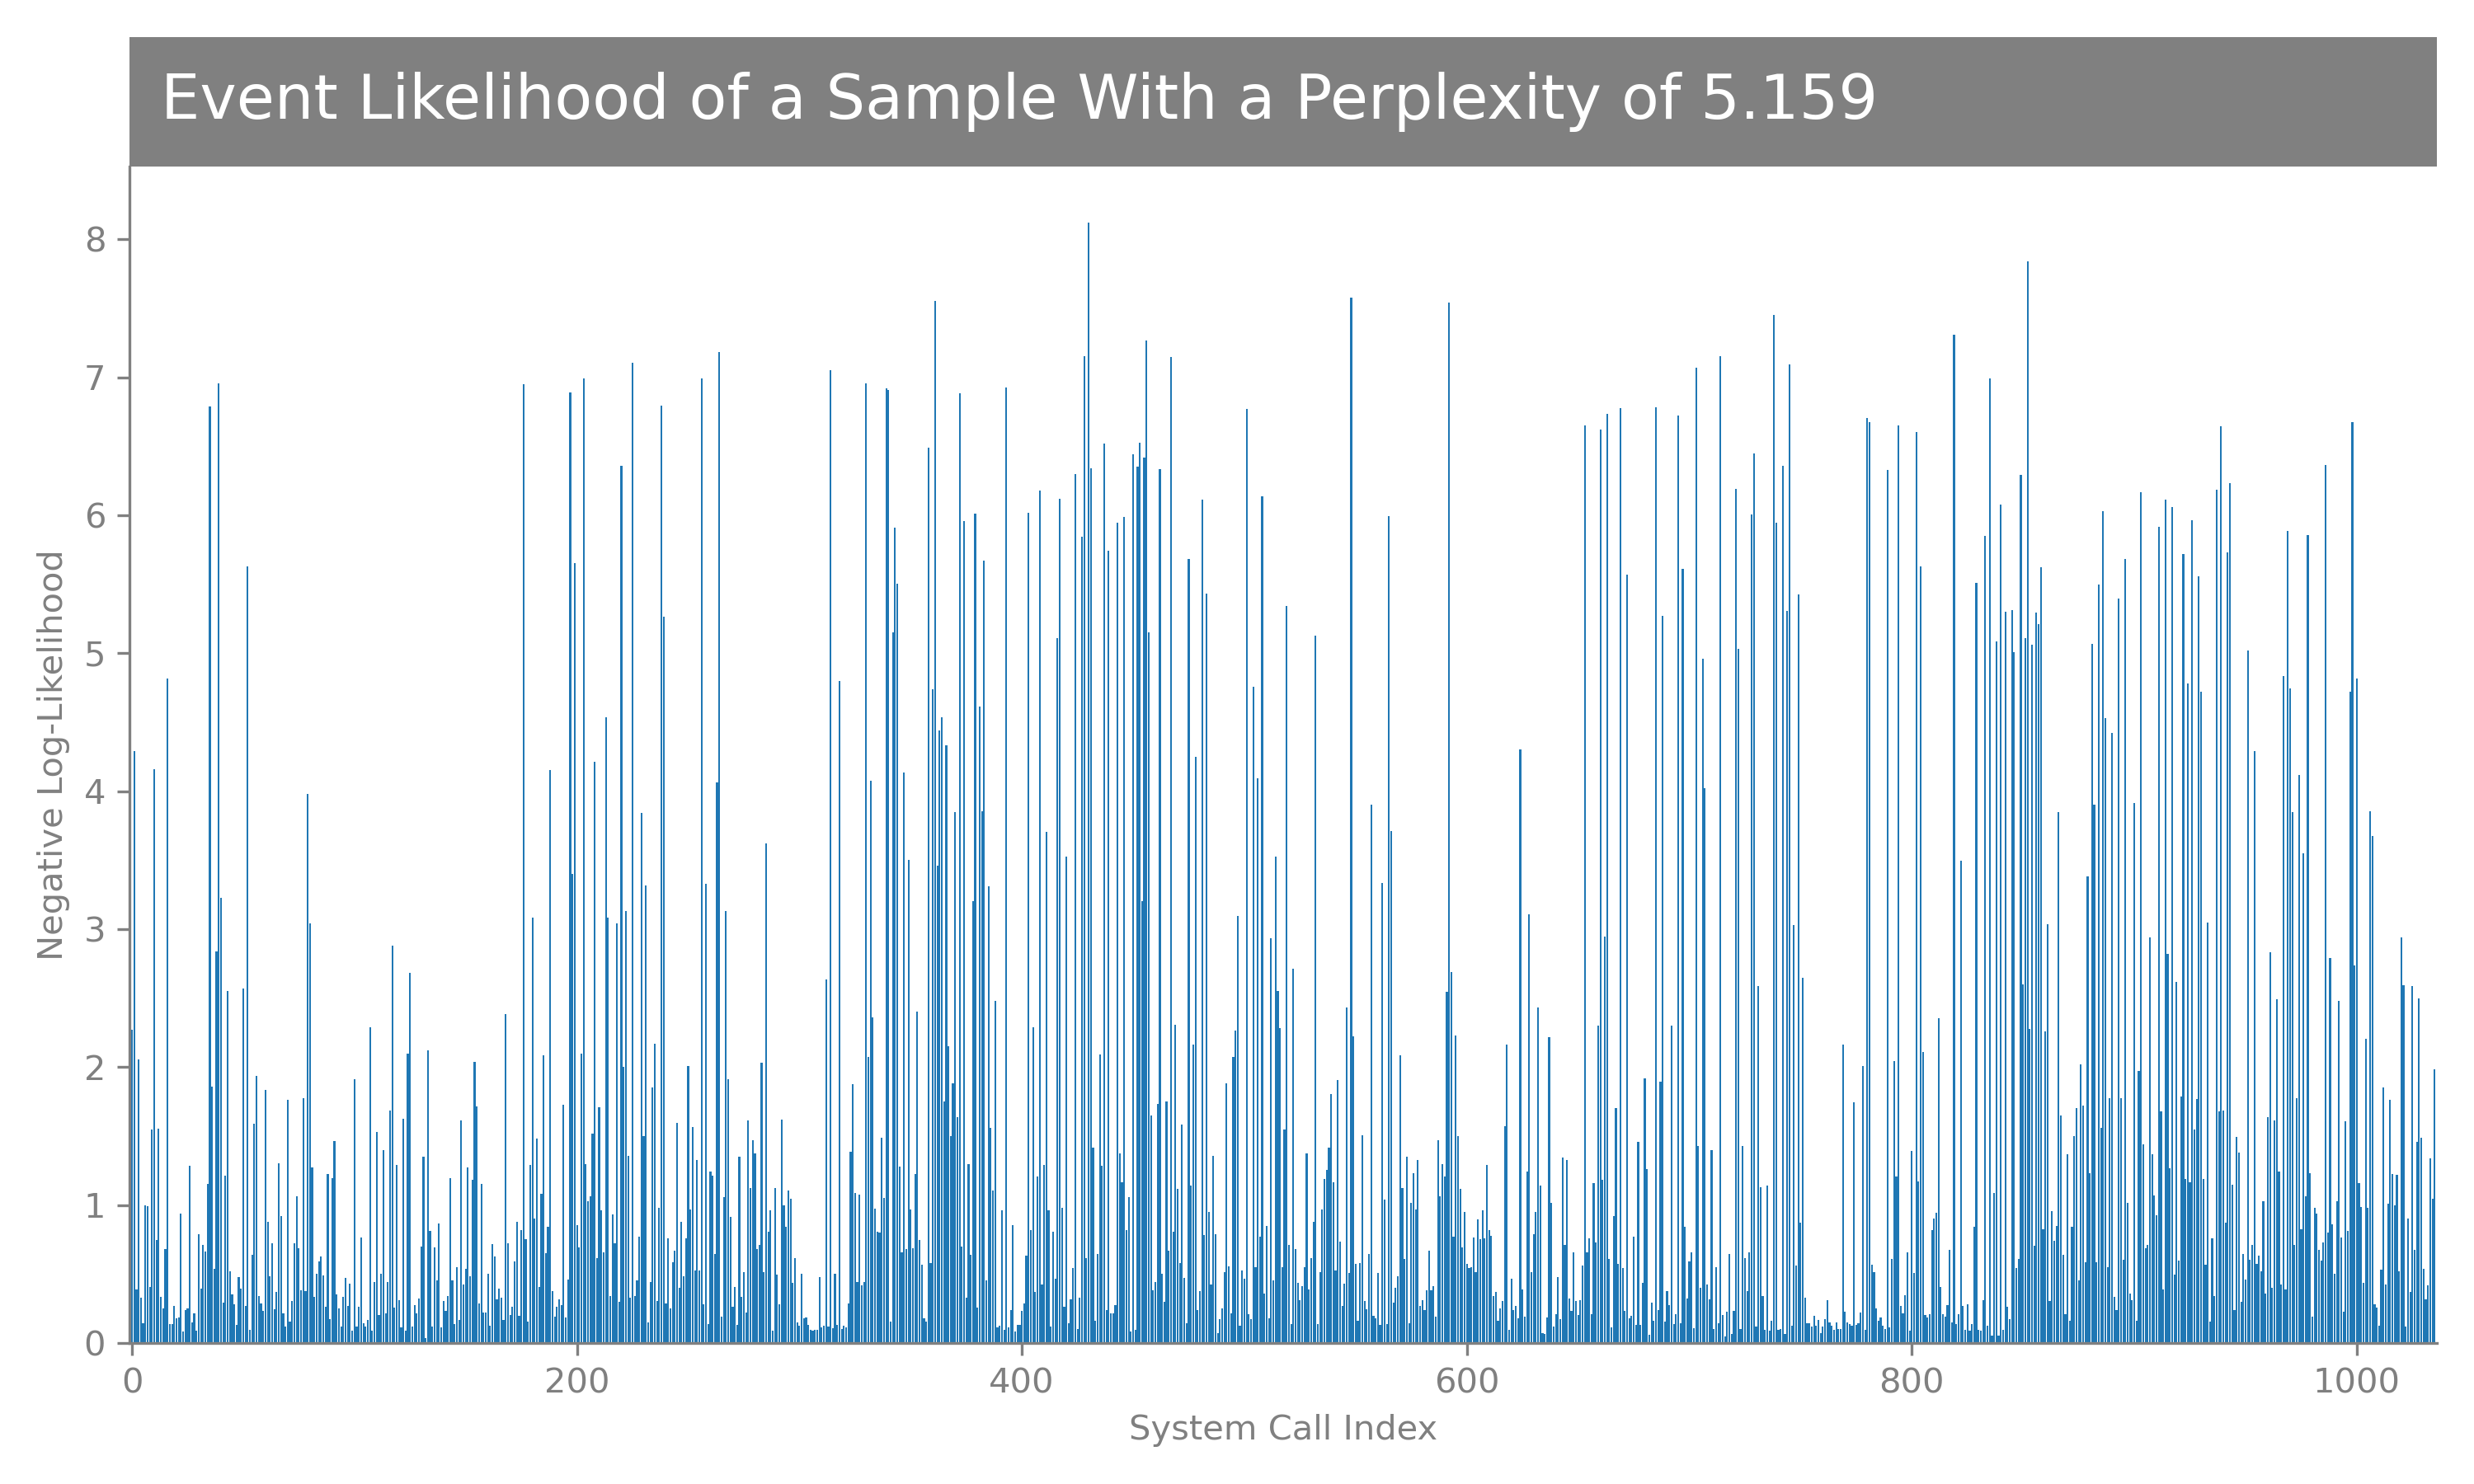 Event Likelihood of a Sample With a Perplexity of 5.159
8
7
6
5
4
3
2
1
0
Negative Log-Likelihood
0 200 400 600 800 1000
System Call Index